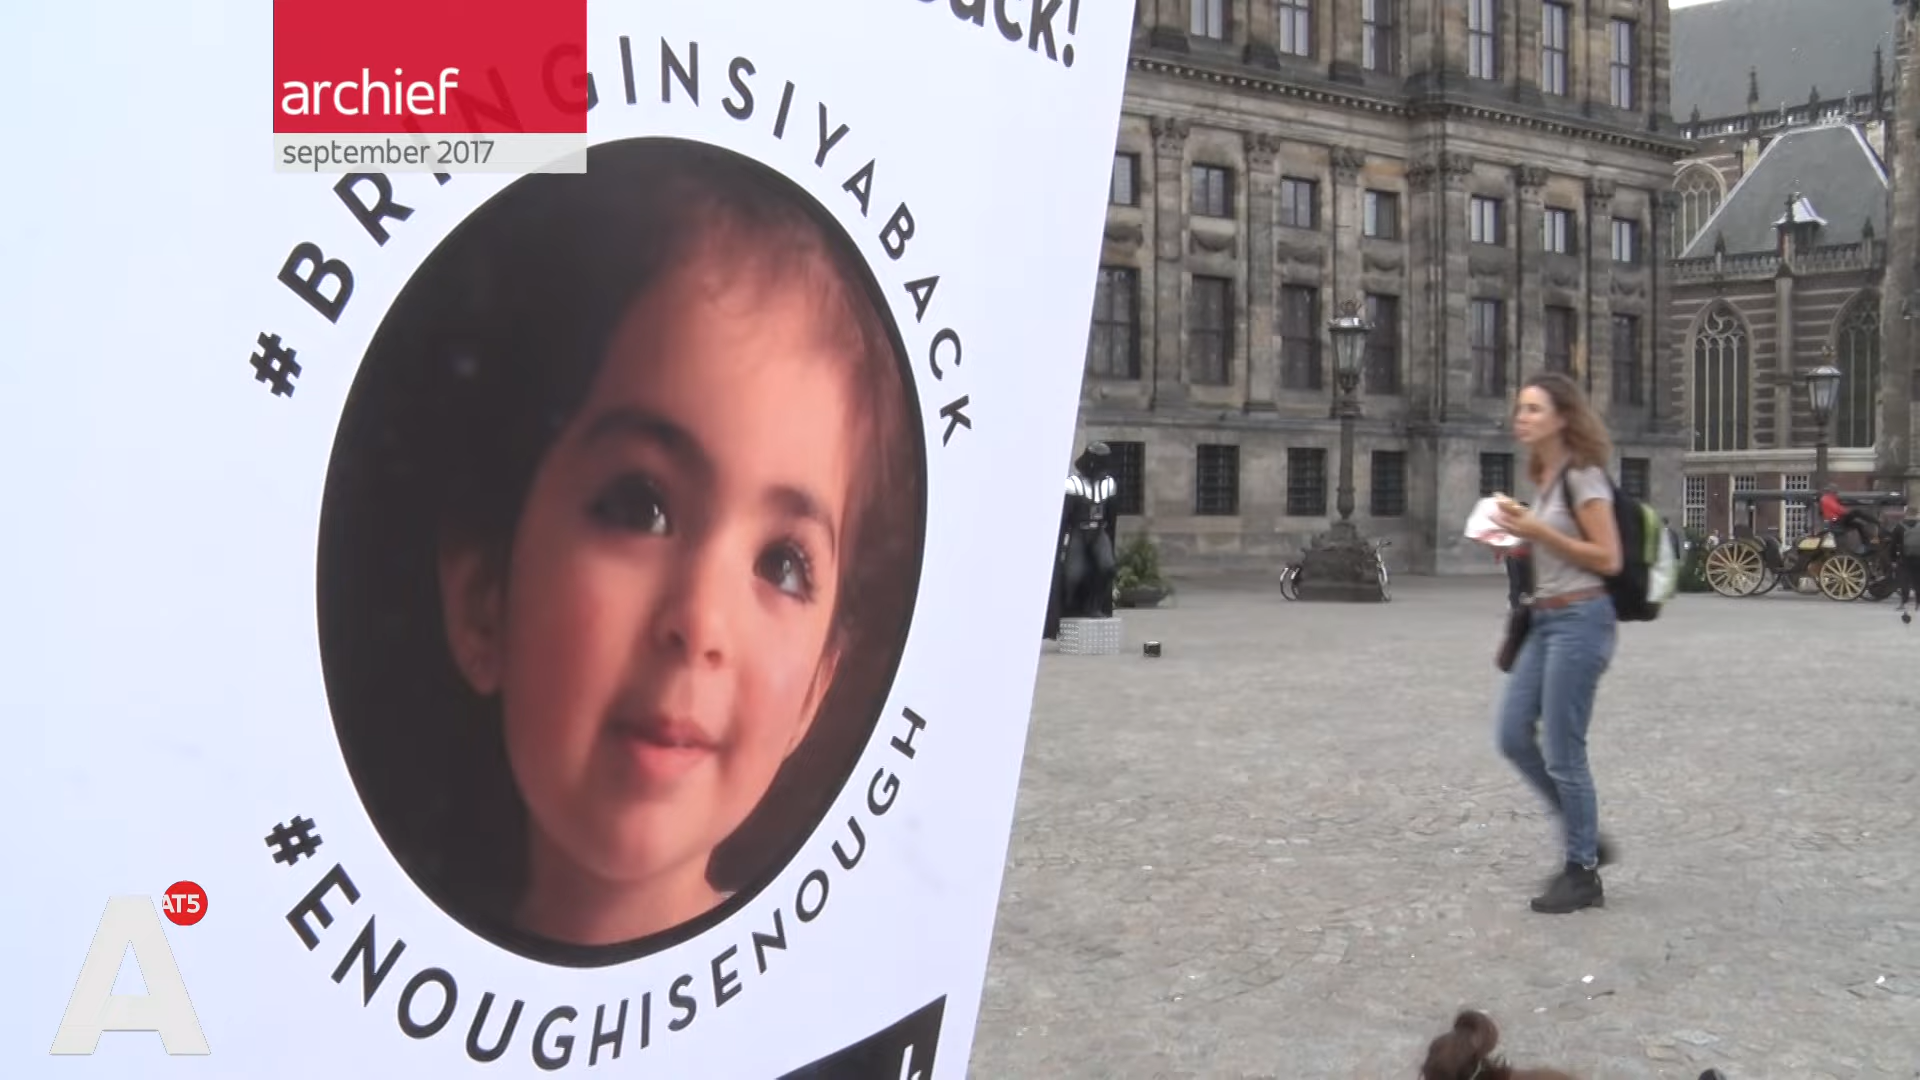 archief
september 2017
#BRINGINSIYABACK
#ENOUGHISENOUGH
AT5